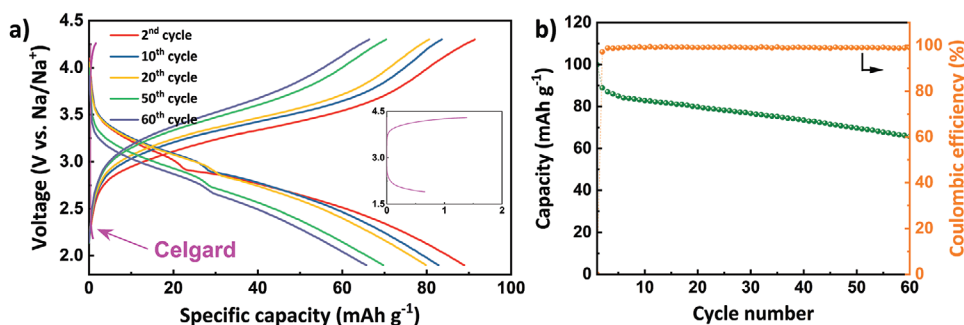 a)
Voltage (V vs. Na/Na⁺)
4.5
4.0
3.5
3.0
2.5
2.0
2ⁿᵈ cycle
10ᵗʰ cycle
20ᵗʰ cycle
50ᵗʰ cycle
60ᵗʰ cycle
Celgard
4.5
3.0
1.5
0 1 2
0 20 40 60 80 100
Specific capacity (mAh g⁻¹)
b)
Capacity (mAh g⁻¹)
120
100
80
60
40
20
0
0 10 20 30 40 50 60
Cycle number
100
80
60
40
20
0
Coulombic efficiency (%)